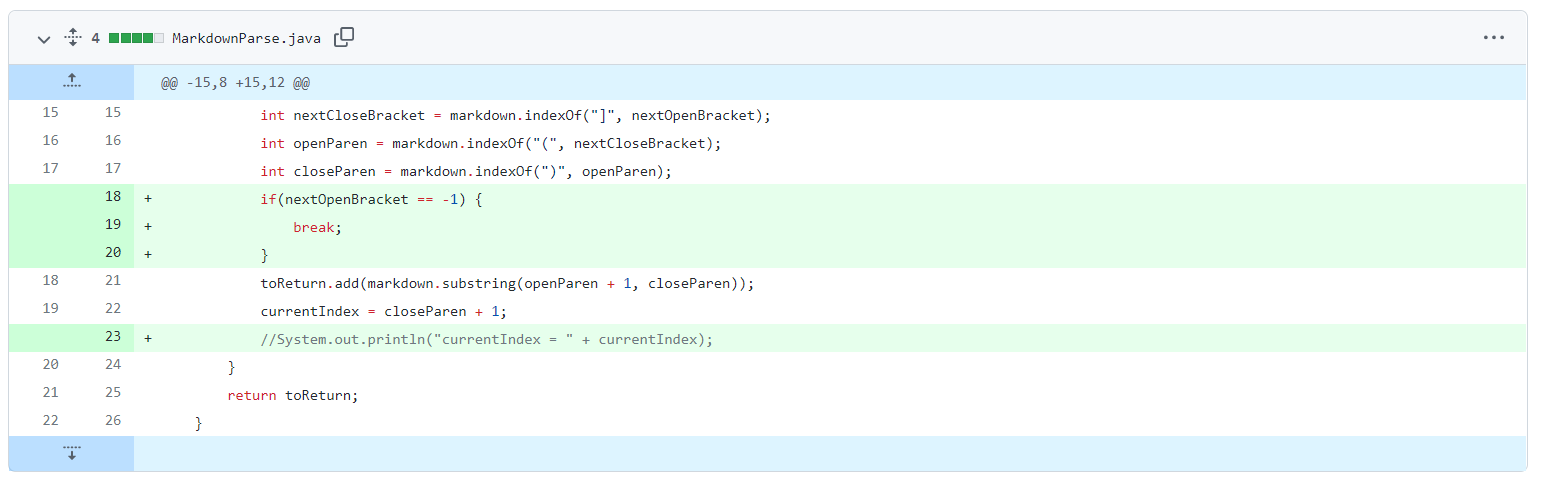 4 MarkdownParse.java
@@ -15,8 +15,12 @@
15 15 int nextCloseBracket = markdown.indexOf("]", nextOpenBracket);
16 16 int openParen = markdown.indexOf("(", nextCloseBracket);
17 17 int closeParen = markdown.indexOf(")", openParen);
18 + if(nextOpenBracket == -1) {
19 + break;
20 + }
18 21 toReturn.add(markdown.substring(openParen + 1, closeParen));
19 22 currentIndex = closeParen + 1;
23 + //System.out.println("currentIndex = " + currentIndex);
20 24 }
21 25 return toReturn;
22 26 }